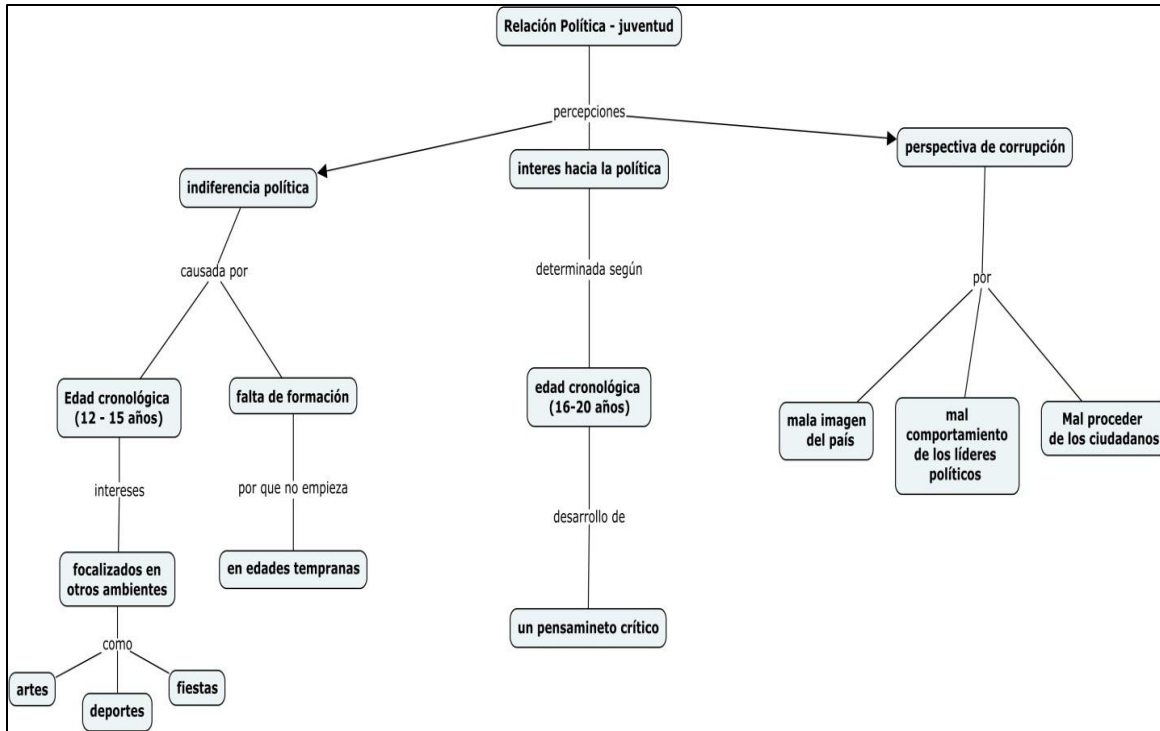 Relación Política - juventud
percepciones
indiferencia política
interes hacia la política
perspectiva de corrupción
causada por
determinada según
por
Edad cronológica
(12 - 15 años)
falta de formación
edad cronológica
(16-20 años)
mala imagen
del país
mal
comportamiento
de los líderes
políticos
Mal proceder
de los ciudadanos
intereses
por que no empieza
desarrollo de
focalizados en
otros ambientes
en edades tempranas
un pensamineto crítico
como
artes
deportes
fiestas